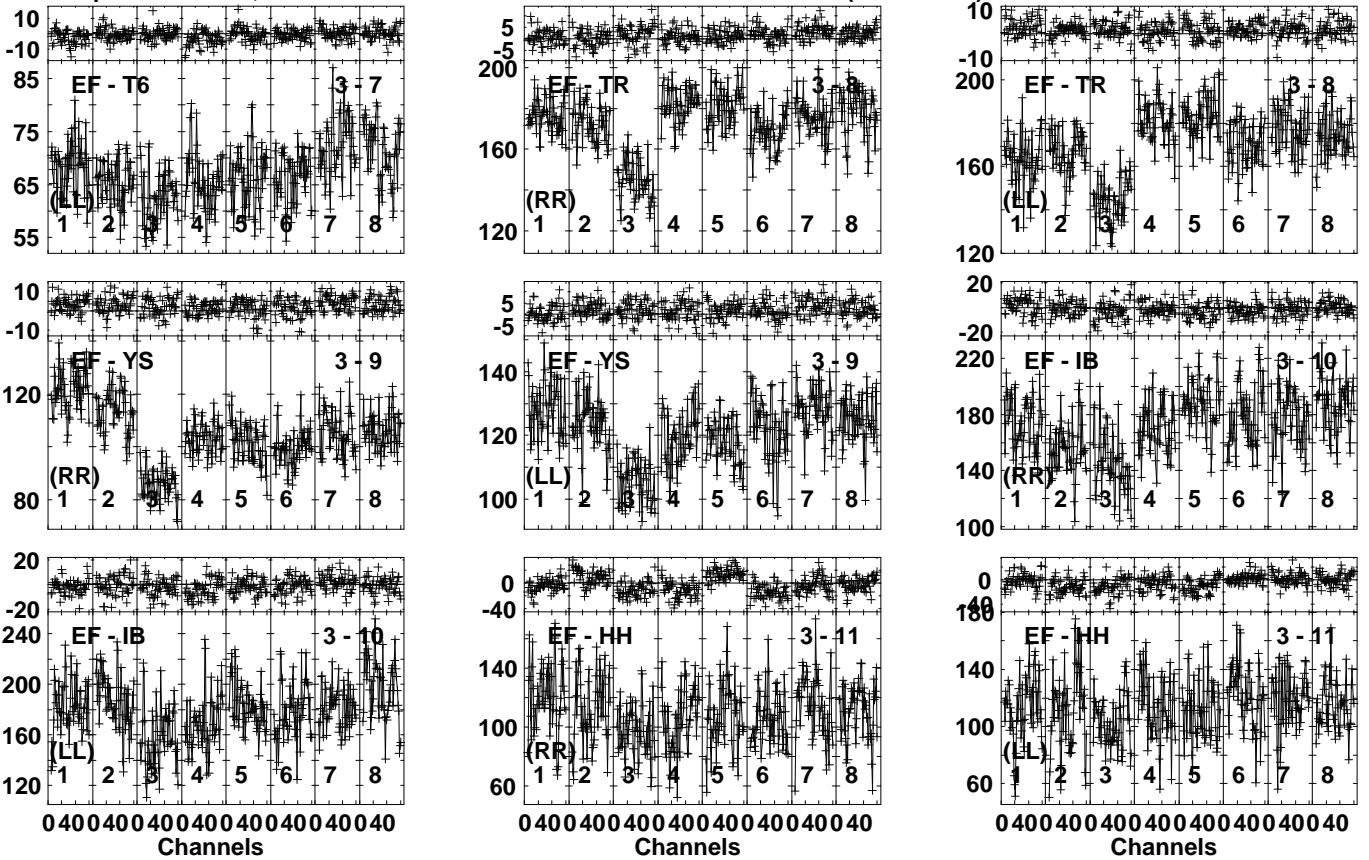 10 5 10
-10 -5 -10
85 EF - T6 3 - 7 200 EF - TR 3 - 8 200 EF - TR 3 - 8
75
65 160 160
(LL) (RR) (LL)
55 1 2 3 4 5 6 7 8 120 1 2 3 4 5 6 7 8 120 1 2 3 4 5 6 7 8
10 5 20
-10 -5 -20
EF - YS 3 - 9 EF - YS 3 - 9 EF - IB 3 - 10
120 140 220
120 180
(RR) (LL) 140 (RR)
80 1 2 3 4 5 6 7 8 100 1 2 3 4 5 6 7 8 100 1 2 3 4 5 6 7 8
20 0 0
-20 -40 -40
240 EF - IB 3 - 10 EF - HH 3 - 11 180 EF - HH 3 - 11
200 140 140
160 100 100
(LL) (RR) (LL)
120 1 2 3 4 5 6 7 8 60 1 2 3 4 5 6 7 8 60 1 2 3 4 5 6 7 8
0 40 0 40 0 40 0 40 0 40 0 40 0 40 0 40 0 40 0 40 0 40 0 40 0 40 0 40 0 40 0 40 0 40 0 40 0 40 0 40 0 40 0 40 0 40 0 40
Channels Channels Channels